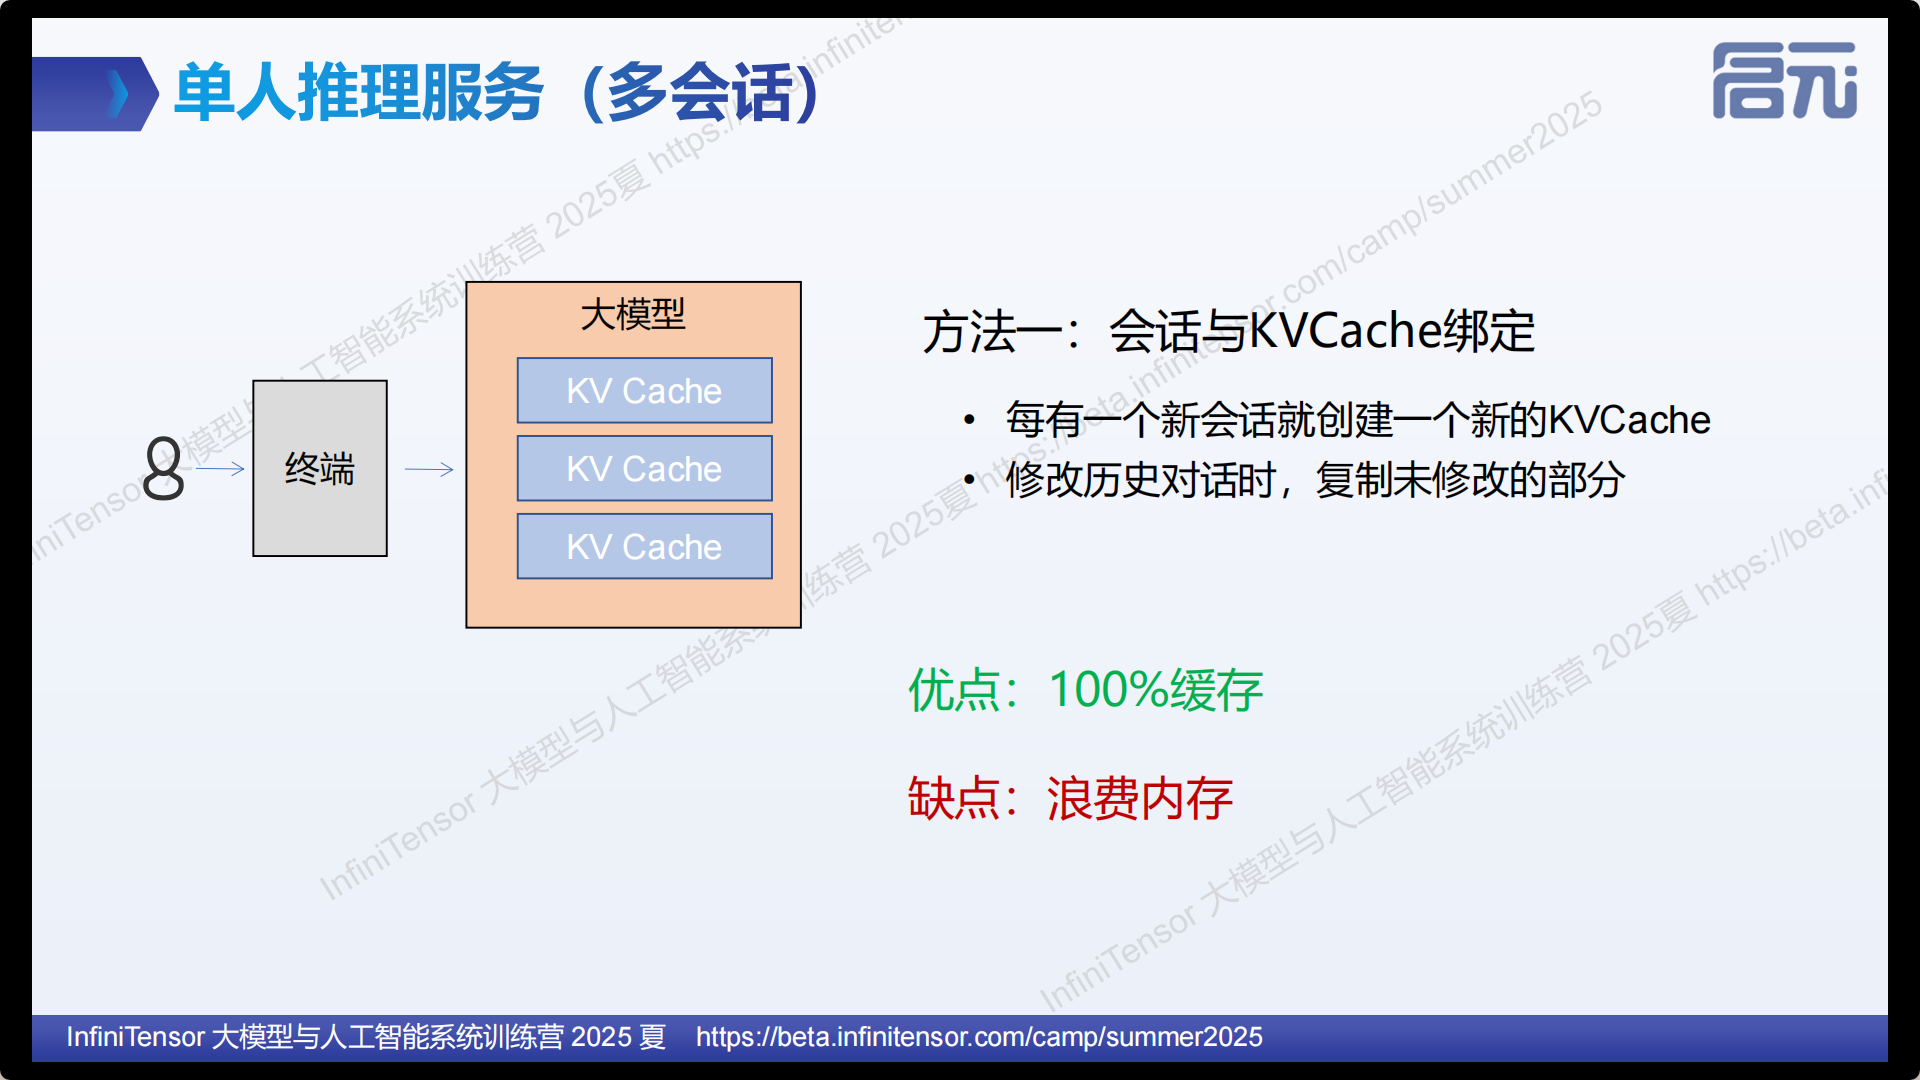 单人推理服务（多会话）
启元
大模型
KV Cache
KV Cache
KV Cache
终端
方法一：会话与KVCache绑定
• 每有一个新会话就创建一个新的KVCache
• 修改历史对话时，复制未修改的部分
优点：100%缓存
缺点：浪费内存
InfiniTensor 大模型与人工智能系统训练营 2025夏 https://beta.infinitensor.com/camp/summer2025
InfiniTensor 大模型与人工智能系统训练营 2025 夏 https://beta.infinitensor.com/camp/summer2025